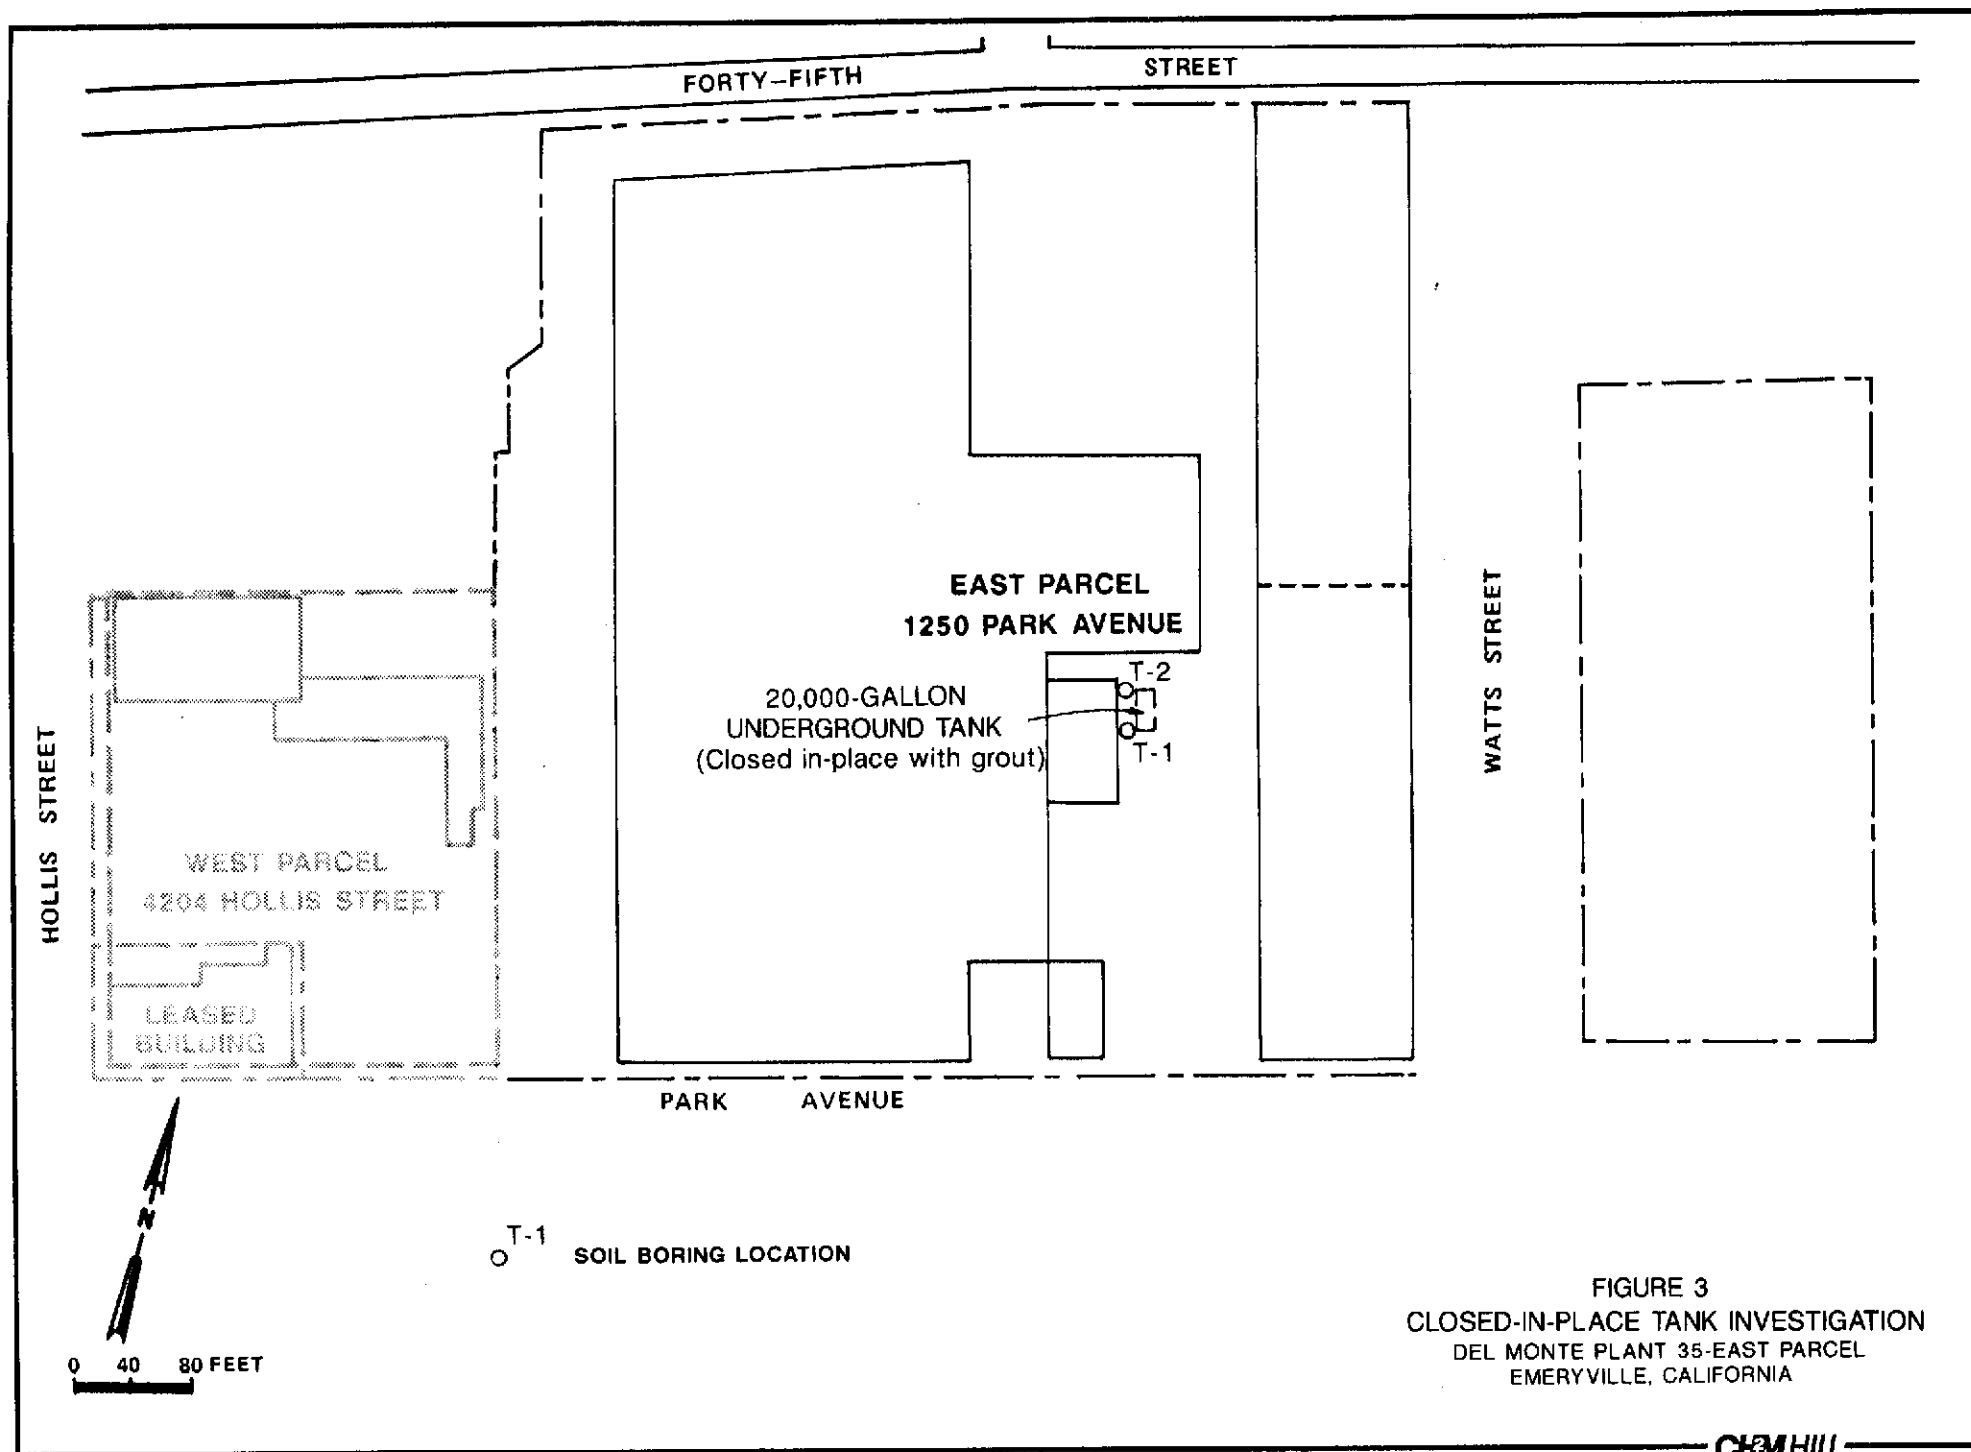 FORTY-FIFTH STREET
EAST PARCEL
1250 PARK AVENUE
T-2
20,000-GALLON
UNDERGROUND TANK
(Closed in-place with grout)
T-1
WATTS STREET
HOLLIS STREET
WEST PARCEL
4204 HOLLIS STREET
LEASED
BUILDING
PARK AVENUE
N
T-1
SOIL BORING LOCATION
0 40 80 FEET
FIGURE 3
CLOSED-IN-PLACE TANK INVESTIGATION
DEL MONTE PLANT 35-EAST PARCEL
EMERYVILLE, CALIFORNIA
CH2M HILL